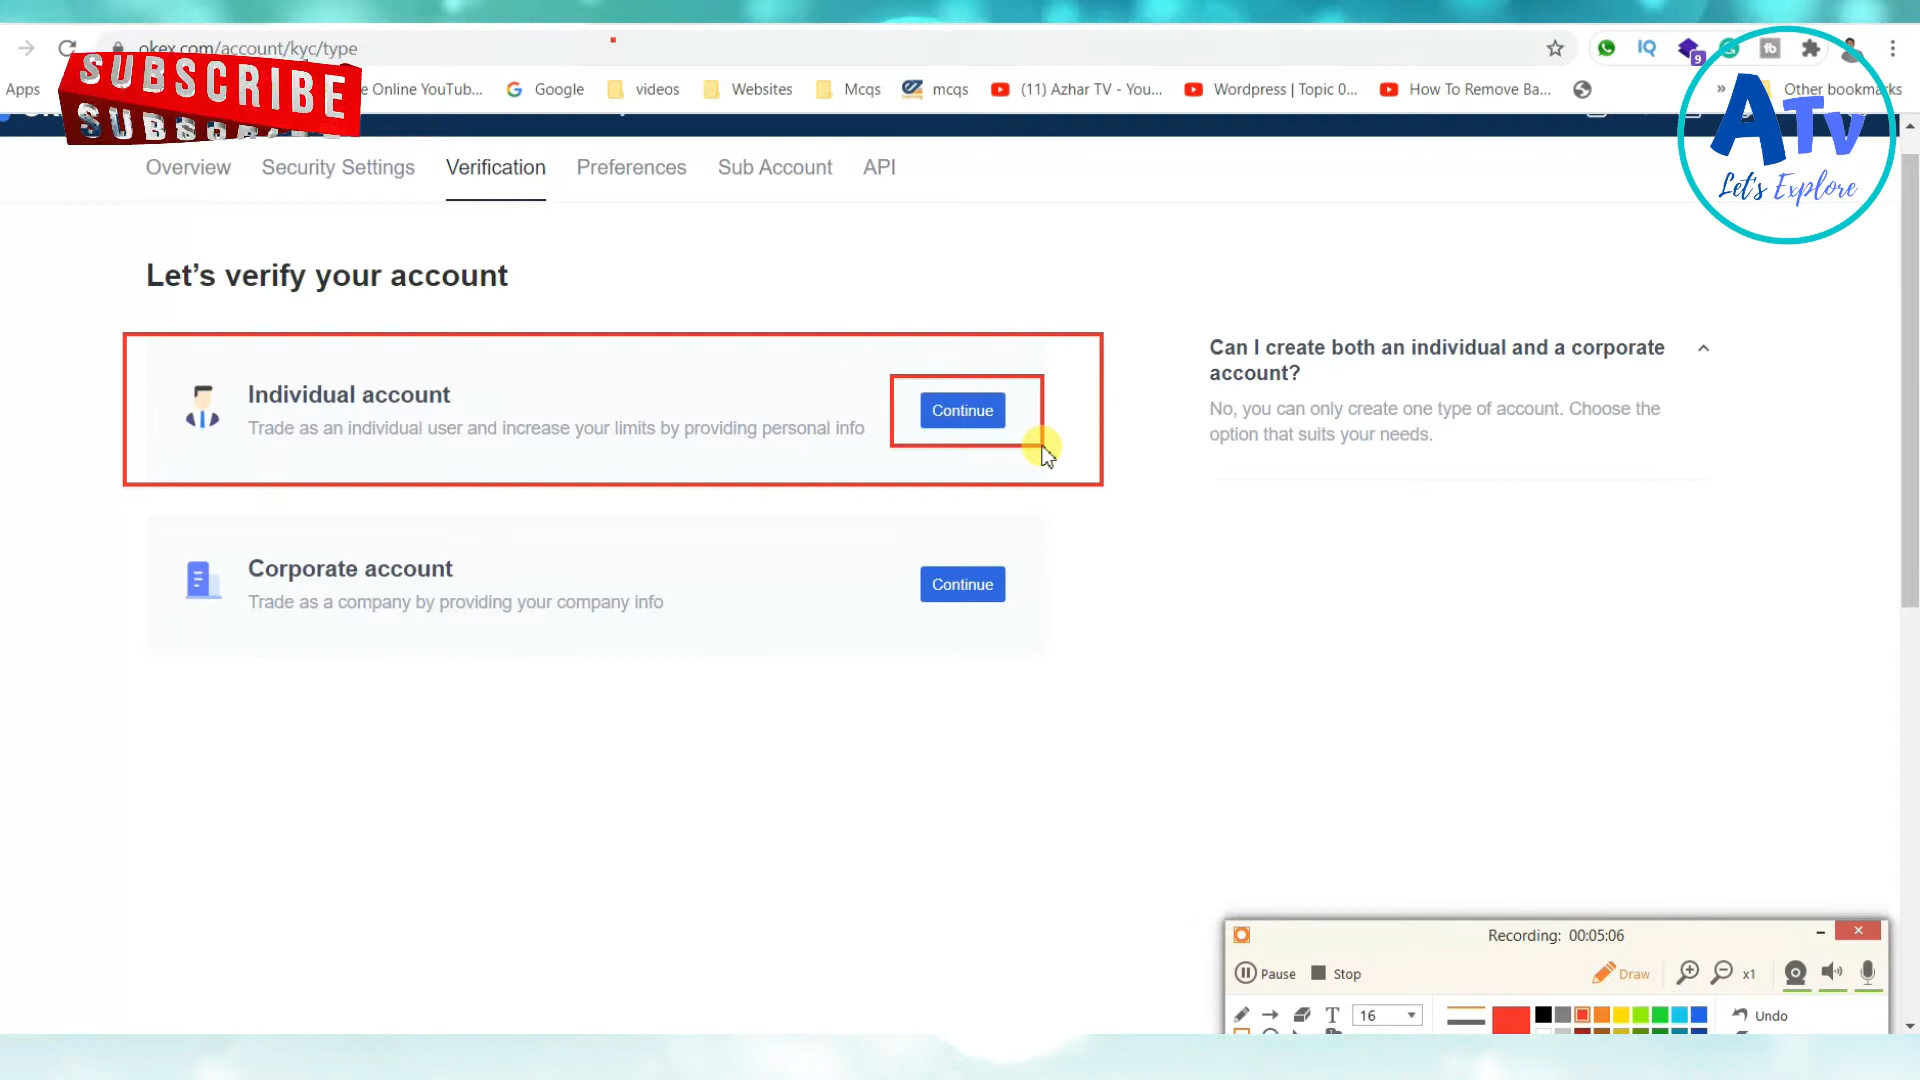 okex.com/account/kyc/type
SUBSCRIBE
SUBSCRIBE
IQ
9
tb
Apps
e Online YouTub...
Google
videos
Websites
Mcqs
mcqs
(11) Azhar TV - You...
Wordpress | Topic 0...
How To Remove Ba...
»
Other bookmarks
ATv
Let's Explore
Overview
Security Settings
Verification
Preferences
Sub Account
API
Let's verify your account
Individual account
Trade as an individual user and increase your limits by providing personal info
Continue
Corporate account
Trade as a company by providing your company info
Continue
Can I create both an individual and a corporate
account?
No, you can only create one type of account. Choose the
option that suits your needs.
Recording: 00:05:06
Pause
Stop
Draw
x1
T
16
Undo